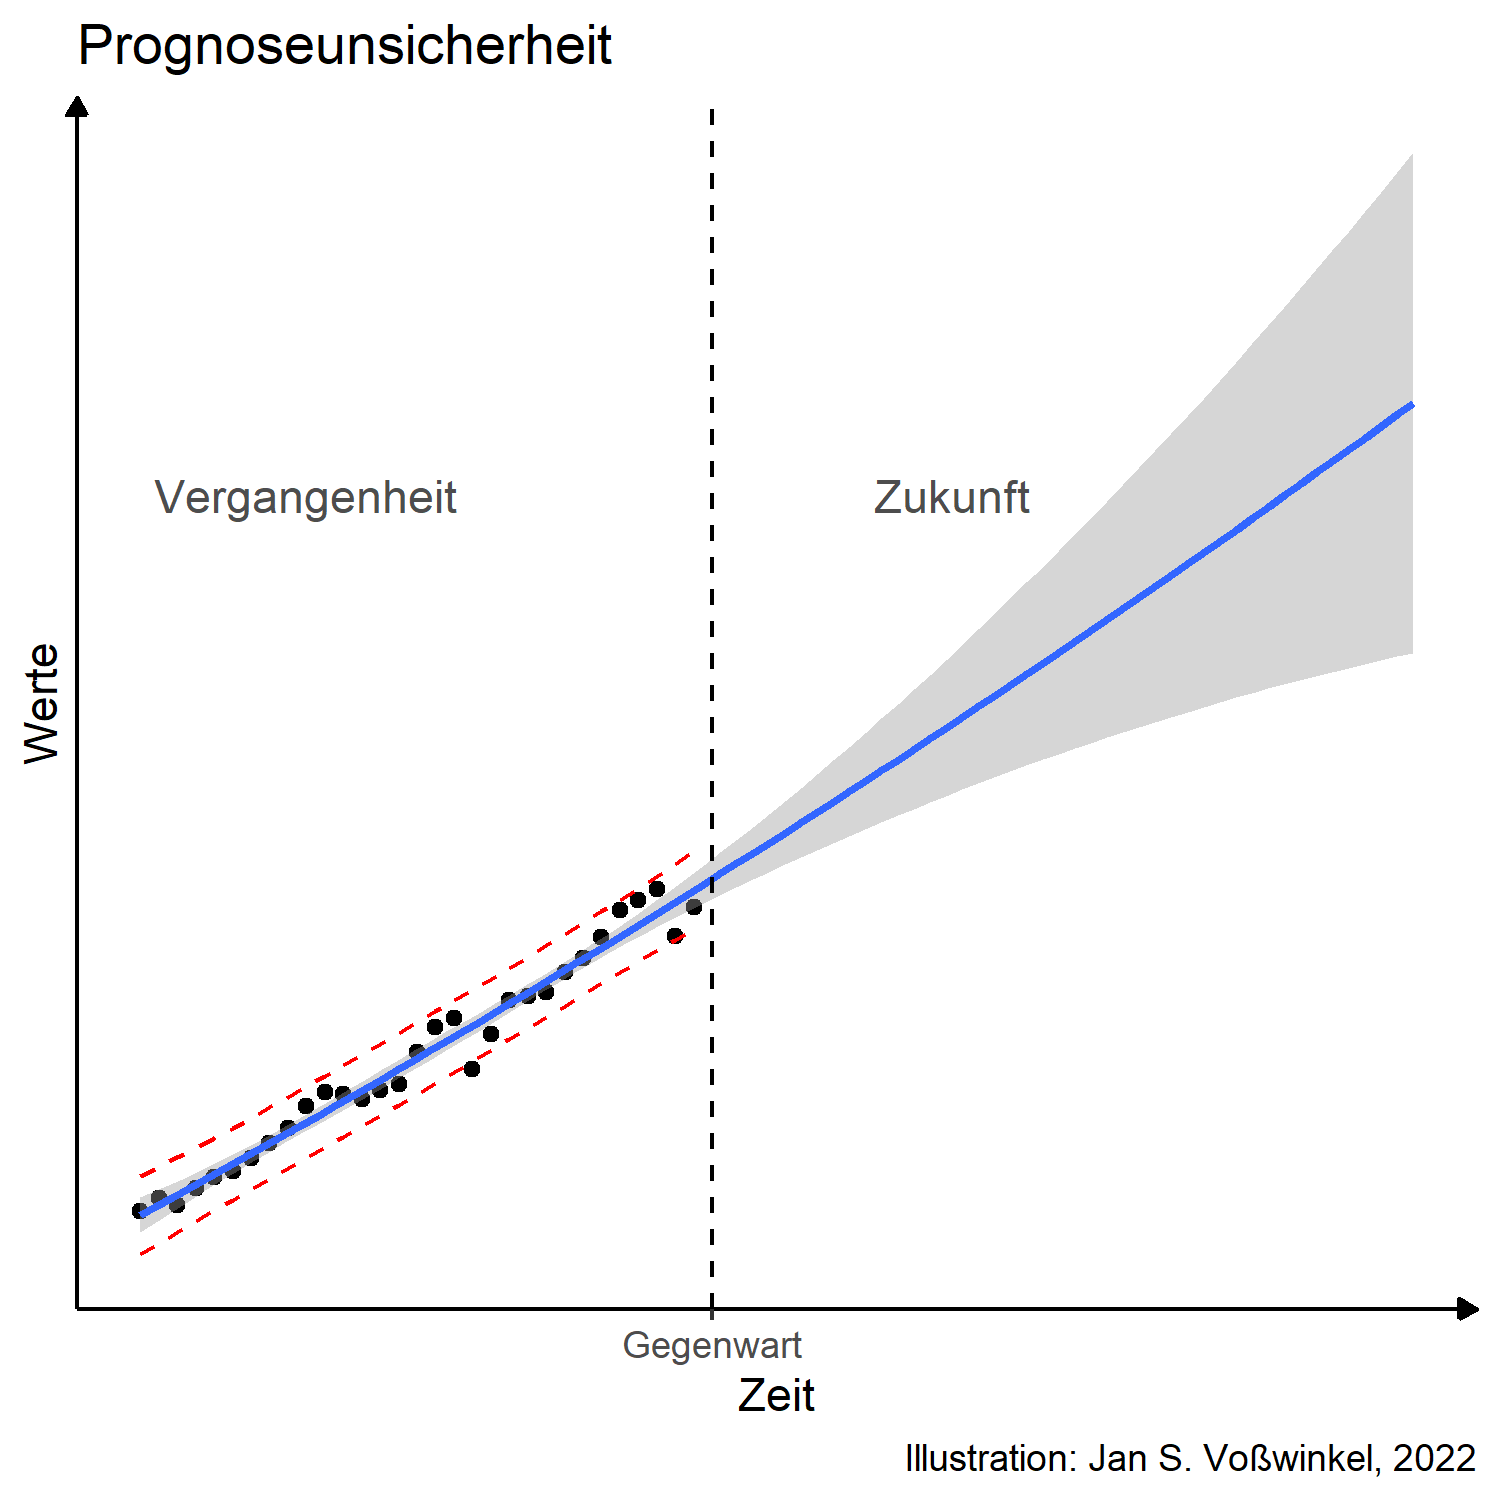 Prognoseunsicherheit
Vergangenheit
Zukunft
Werte
Gegenwart
Zeit
Illustration: Jan S. Voßwinkel, 2022